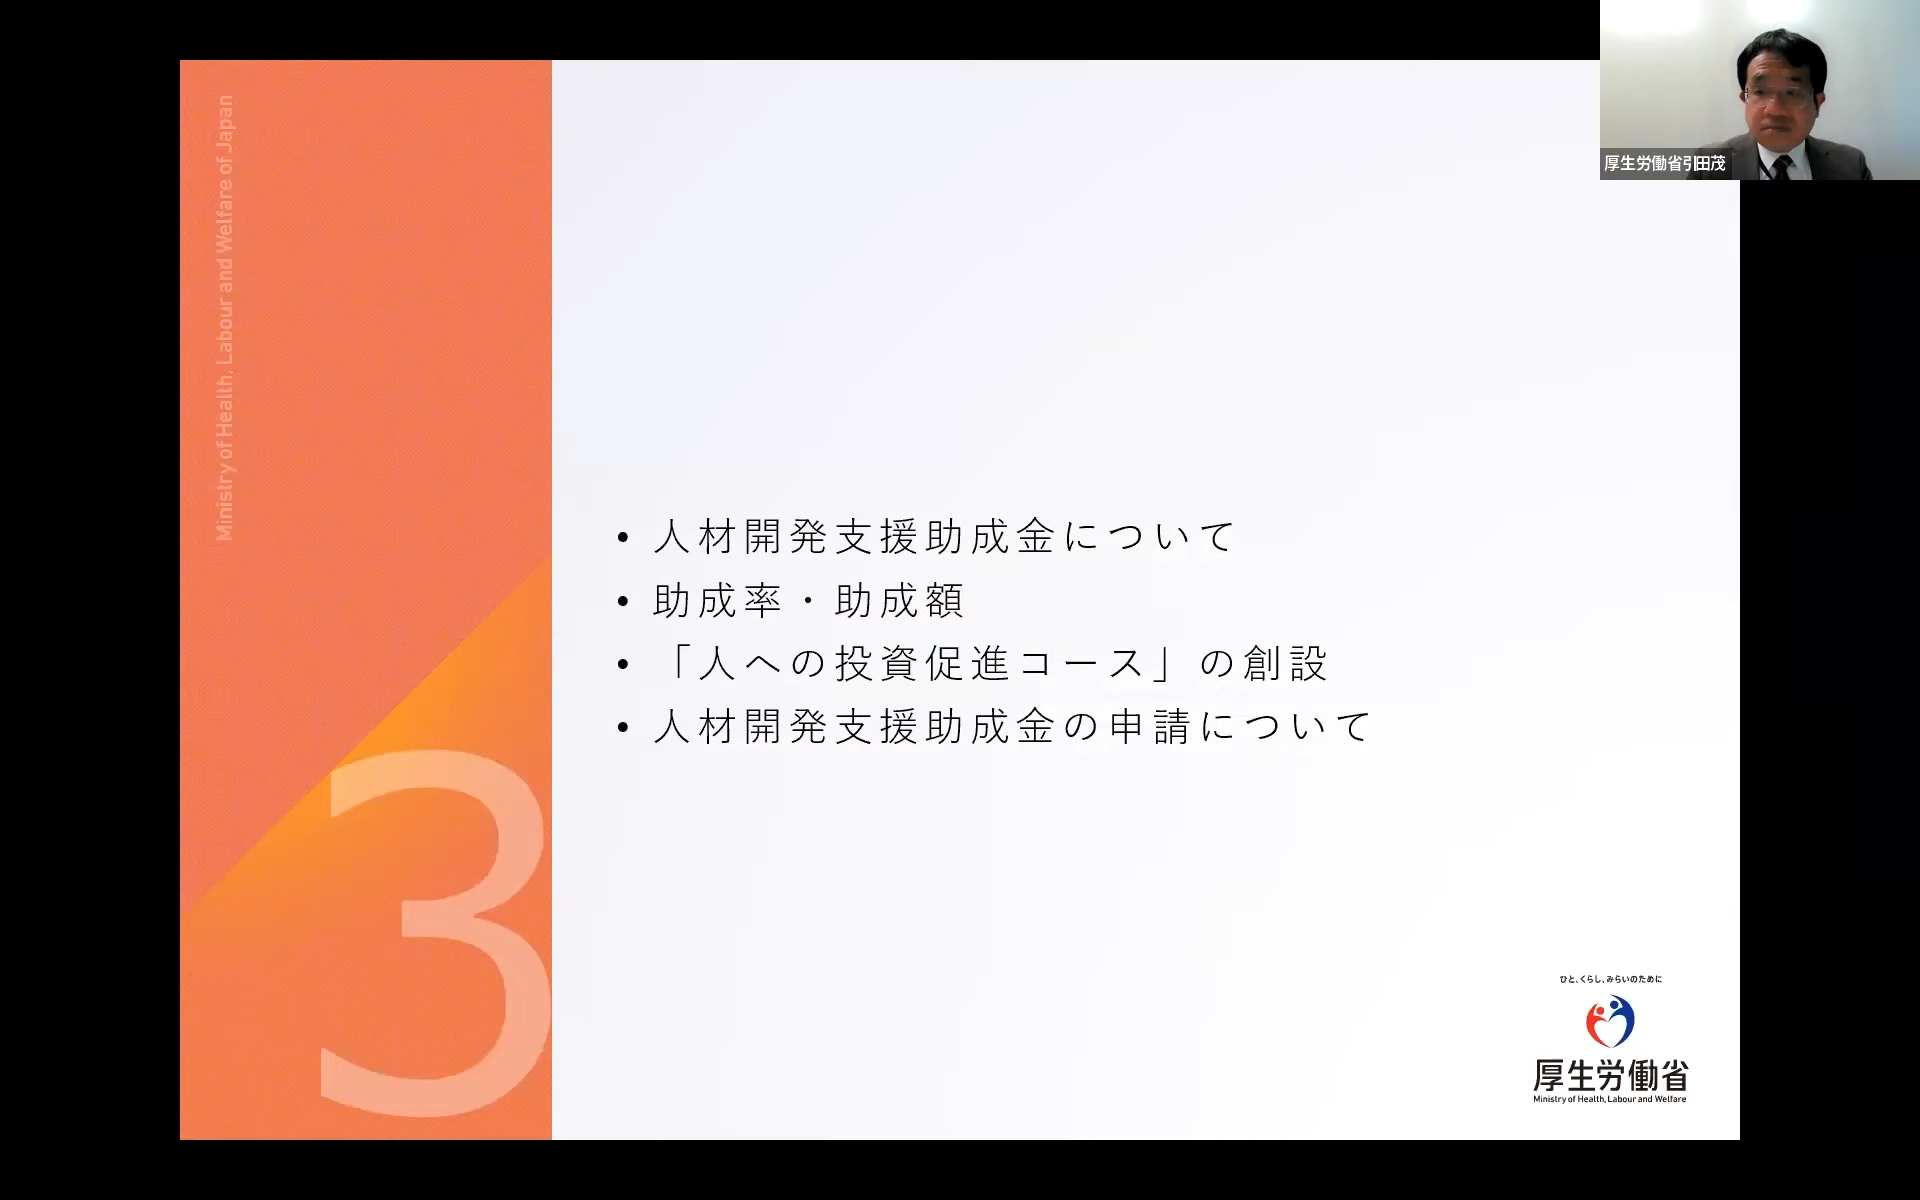 厚生労働省引田茂
Ministry of Health, Labour and Welfare of Japan
• 人材開発支援助成金について
• 助成率・助成額
• 「人への投資促進コース」の創設
• 人材開発支援助成金の申請について
3
ひと、くらし、みらいのために
厚生労働省
Ministry of Health, Labour and Welfare